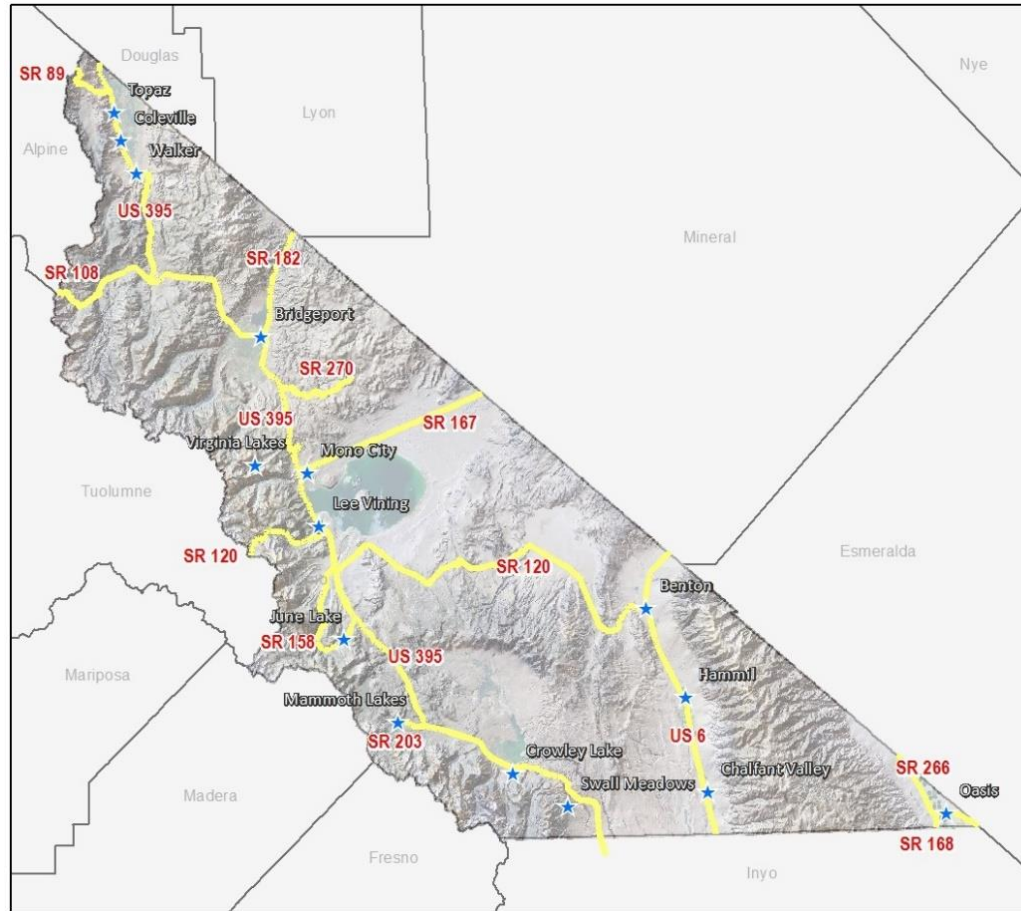 Douglas
Nye
SR 89
Topaz
Lyon
Coleville
Alpine
Walker
US 395
Mineral
SR 182
SR 108
Bridgeport
SR 270
US 395
SR 167
Virginia Lakes
Mono City
Tuolumne
Lee Vining
SR 120
SR 120
Esmeralda
Benton
June Lake
SR 158
US 395
Mariposa
Hammil
Mammoth Lakes
SR 203
US 6
Crowley Lake
Chalfant Valley
SR 266
Swall Meadows
Oasis
Madera
SR 168
Fresno
Inyo